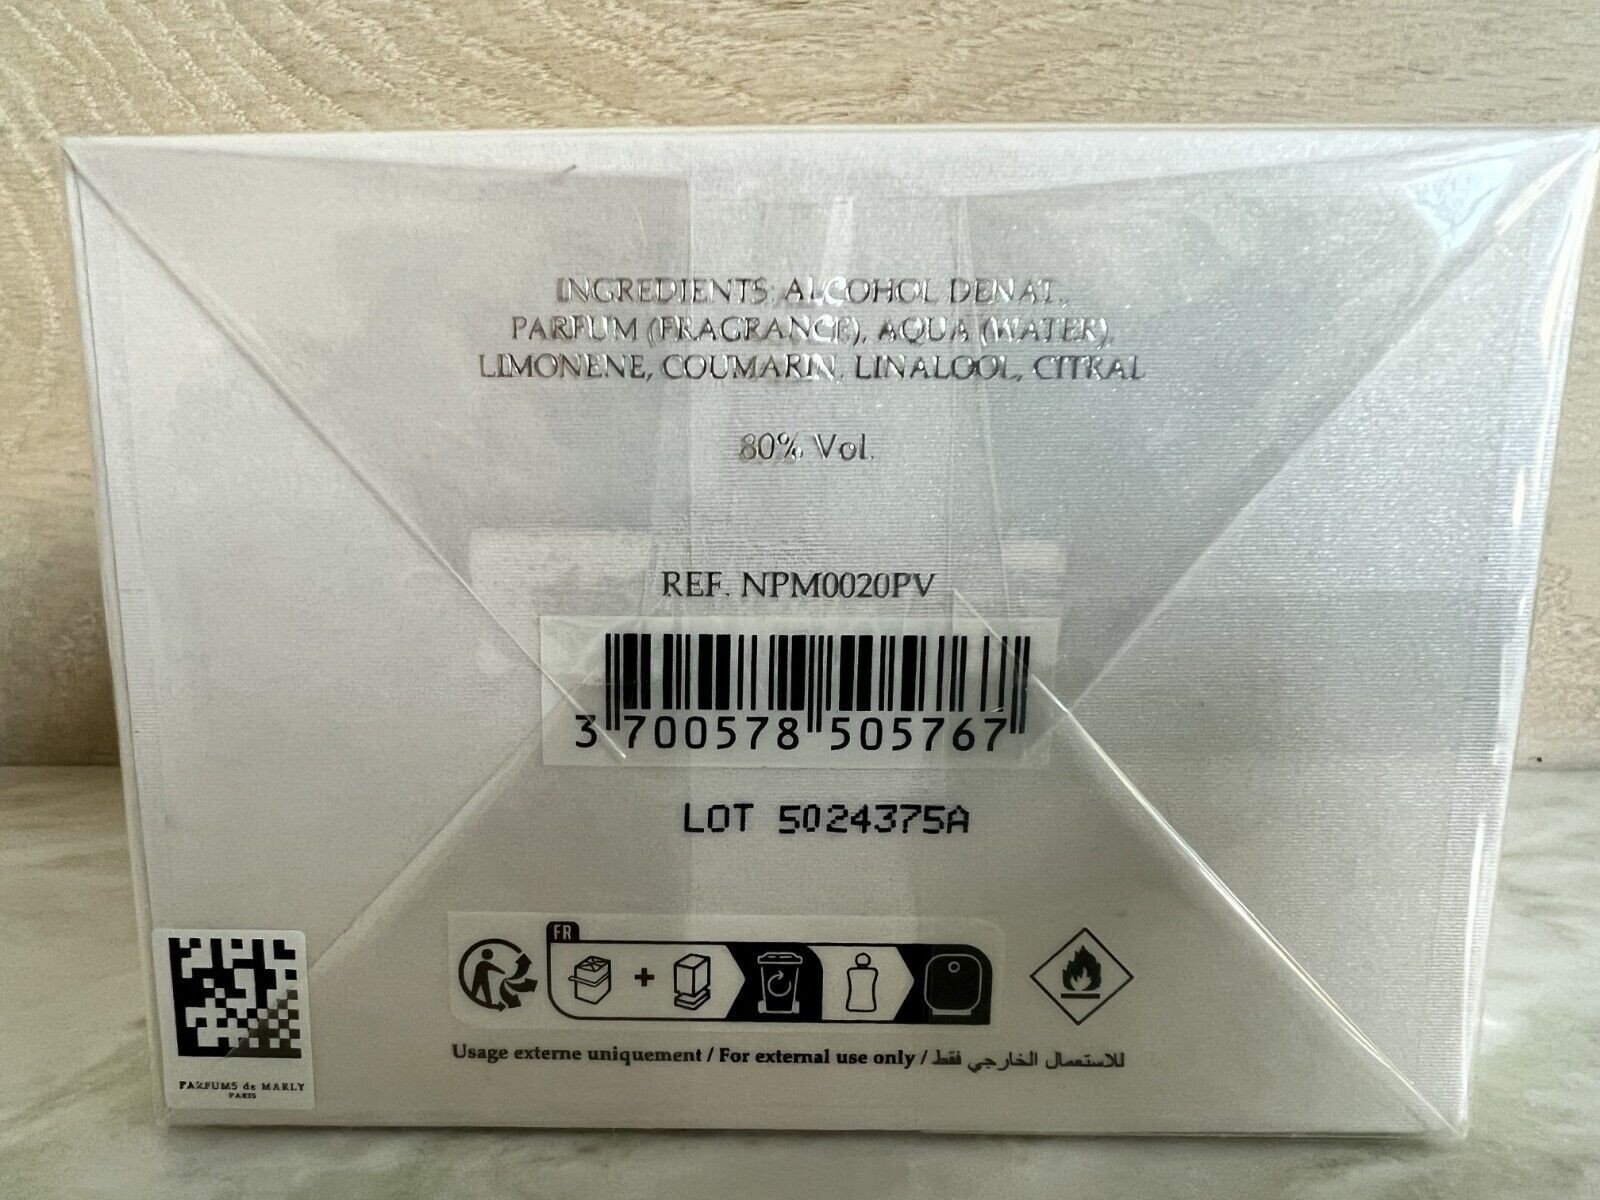 INGREDIENTS: ALCOHOL DENAT.,
PARFUM (FRAGRANCE), AQUA (WATER),
LIMONENE, COUMARIN, LINALOOL, CITRAL
80% Vol.
REF. NPM0020PV
3 700578 505767
LOT 5024375A
FR
Usage externe uniquement / For external use only / للاستعمال الخارجي فقط
PARFUMS de MARLY
PARIS